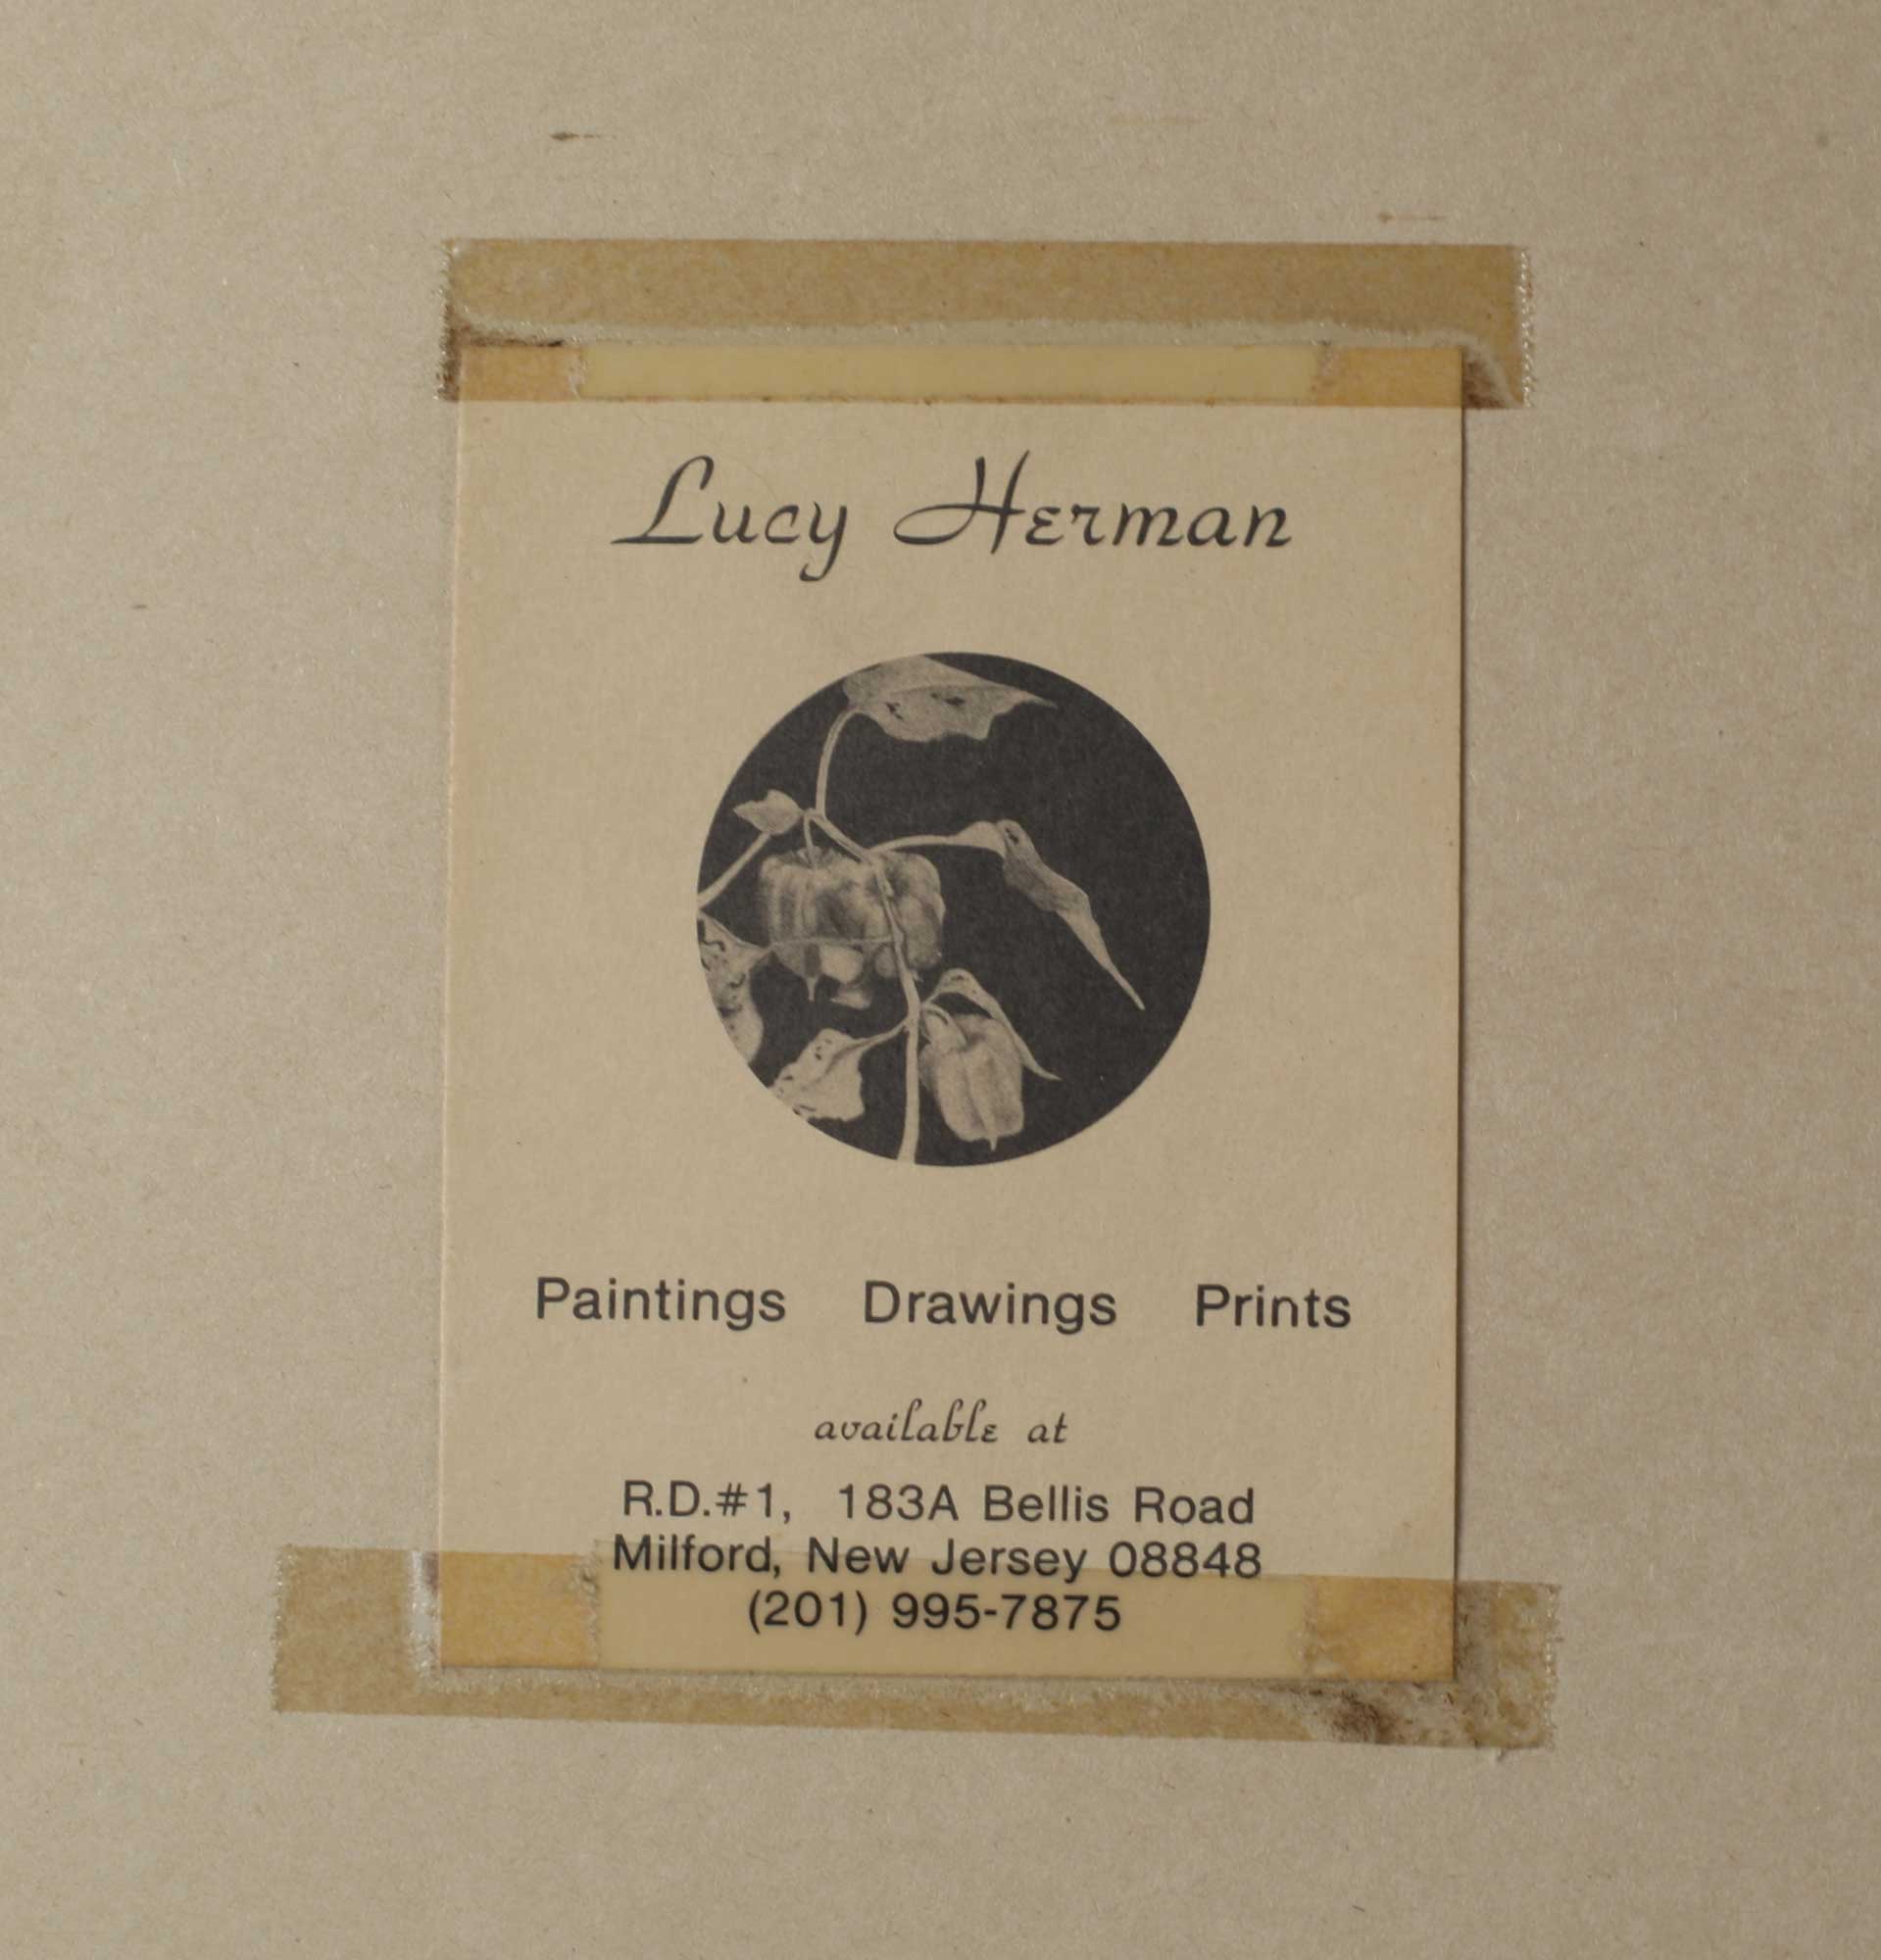 Lucy Herman
Paintings Drawings Prints
available at
R.D.#1, 183A Bellis Road
Milford, New Jersey 08848
(201) 995-7875